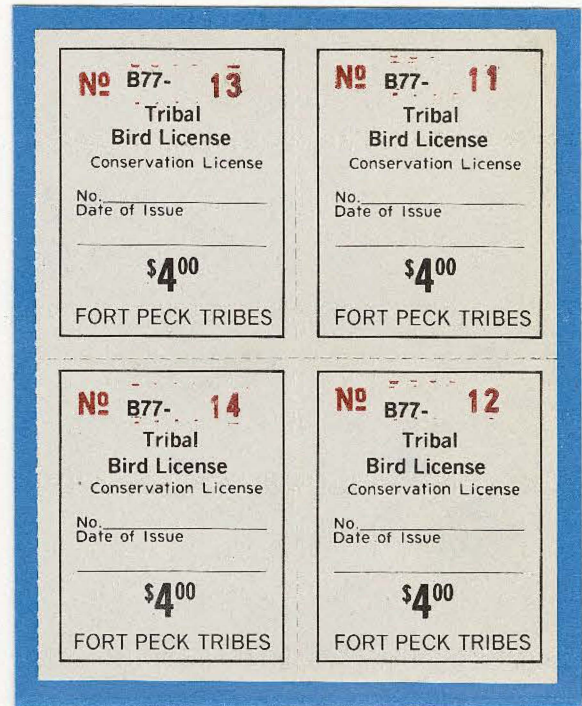 Nº B77- 13
Tribal
Bird License
Conservation License
No.
Date of Issue
$4.00
FORT PECK TRIBES
Nº B77- 11
Tribal
Bird License
Conservation License
No.
Date of Issue
$4.00
FORT PECK TRIBES
Nº B77- 14
Tribal
Bird License
Conservation License
No.
Date of Issue
$4.00
FORT PECK TRIBES
Nº B77- 12
Tribal
Bird License
Conservation License
No.
Date of Issue
$4.00
FORT PECK TRIBES